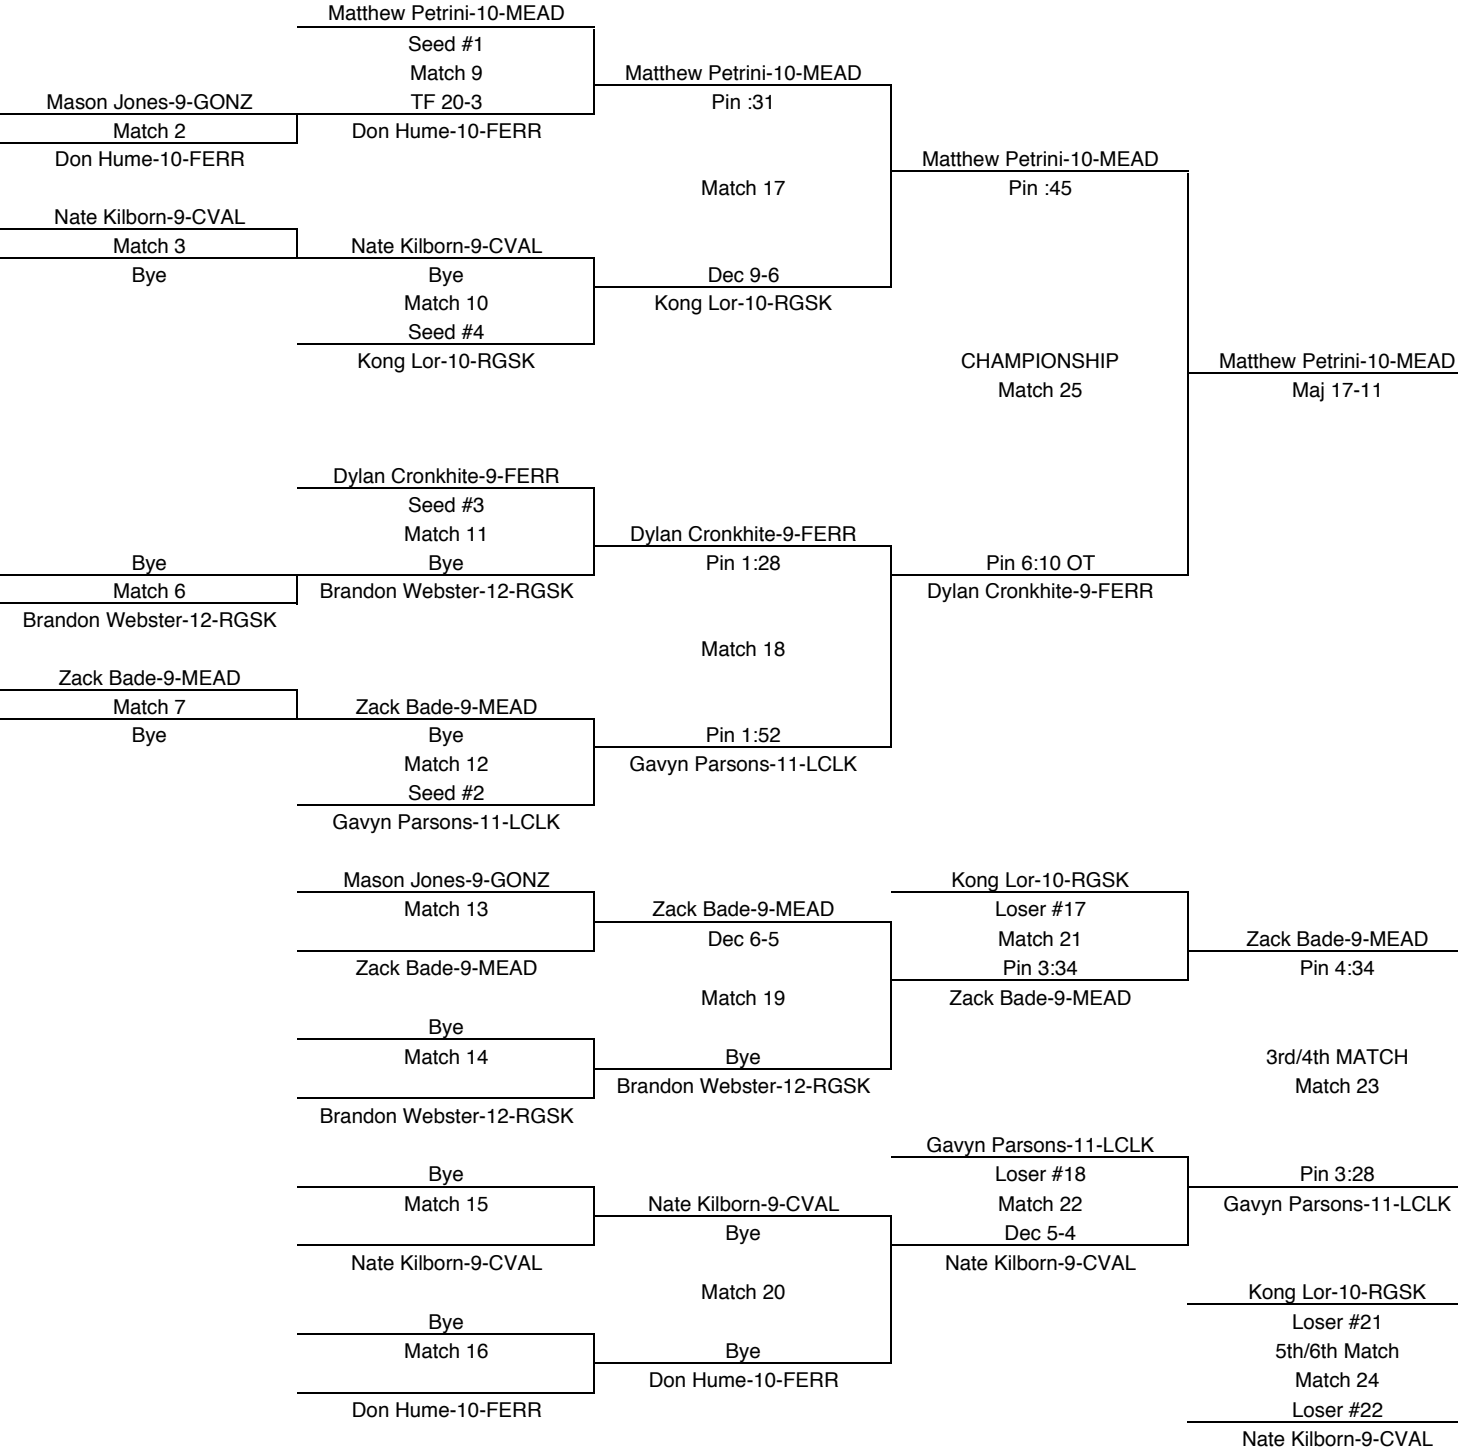 Matthew Petrini-10-MEAD
Seed #1
Match 9
Matthew Petrini-10-MEAD
Mason Jones-9-GONZ
TF 20-3
Pin :31
Match 2
Don Hume-10-FERR
Don Hume-10-FERR
Matthew Petrini-10-MEAD
Match 17
Pin :45
Nate Kilborn-9-CVAL
Match 3
Nate Kilborn-9-CVAL
Bye
Bye
Dec 9-6
Match 10
Kong Lor-10-RGSK
Seed #4
Kong Lor-10-RGSK
CHAMPIONSHIP
Matthew Petrini-10-MEAD
Match 25
Maj 17-11
Dylan Cronkhite-9-FERR
Seed #3
Match 11
Dylan Cronkhite-9-FERR
Bye
Bye
Pin 1:28
Pin 6:10 OT
Match 6
Brandon Webster-12-RGSK
Dylan Cronkhite-9-FERR
Brandon Webster-12-RGSK
Match 18
Zack Bade-9-MEAD
Match 7
Zack Bade-9-MEAD
Bye
Bye
Pin 1:52
Match 12
Gavyn Parsons-11-LCLK
Seed #2
Gavyn Parsons-11-LCLK
Mason Jones-9-GONZ
Kong Lor-10-RGSK
Match 13
Zack Bade-9-MEAD
Loser #17
Dec 6-5
Match 21
Zack Bade-9-MEAD
Zack Bade-9-MEAD
Pin 3:34
Pin 4:34
Match 19
Zack Bade-9-MEAD
Bye
Match 14
Bye
3rd/4th MATCH
Brandon Webster-12-RGSK
Match 23
Brandon Webster-12-RGSK
Gavyn Parsons-11-LCLK
Bye
Loser #18
Pin 3:28
Match 15
Nate Kilborn-9-CVAL
Match 22
Gavyn Parsons-11-LCLK
Bye
Dec 5-4
Nate Kilborn-9-CVAL
Nate Kilborn-9-CVAL
Match 20
Kong Lor-10-RGSK
Bye
Loser #21
Match 16
Bye
5th/6th Match
Don Hume-10-FERR
Match 24
Don Hume-10-FERR
Loser #22
Nate Kilborn-9-CVAL